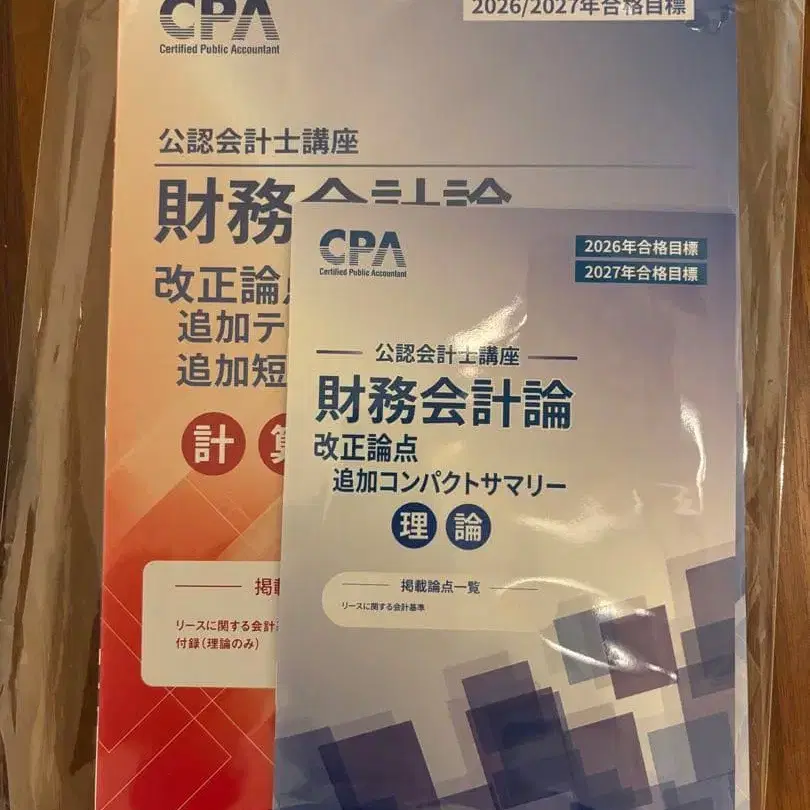 CPA
Certified Public Accountant
2026/2027年合格目標
公認会計士講座
財務会計論
改正論
追加テ
追加短
計
掲
リースに関する会計
付録(理論のみ)
CPA
Certified Public Accountant
2026年合格目標
2027年合格目標
公認会計士講座
財務会計論
改正論点
追加コンパクトサマリー
理論
掲載論点一覧
リースに関する会計基準